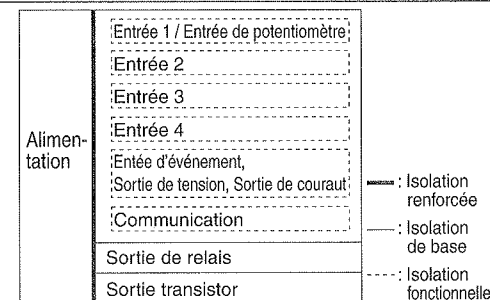 Alimen-
tation
Entrée 1 / Entrée de potentiomètre
Entrée 2
Entrée 3
Entrée 4
Entée d'événement,
Sortie de tension, Sortie de couraut
Communication
Sortie de relais
Sortie transistor
: Isolation
renforcée
: Isolation
de base
: Isolation
fonctionnelle